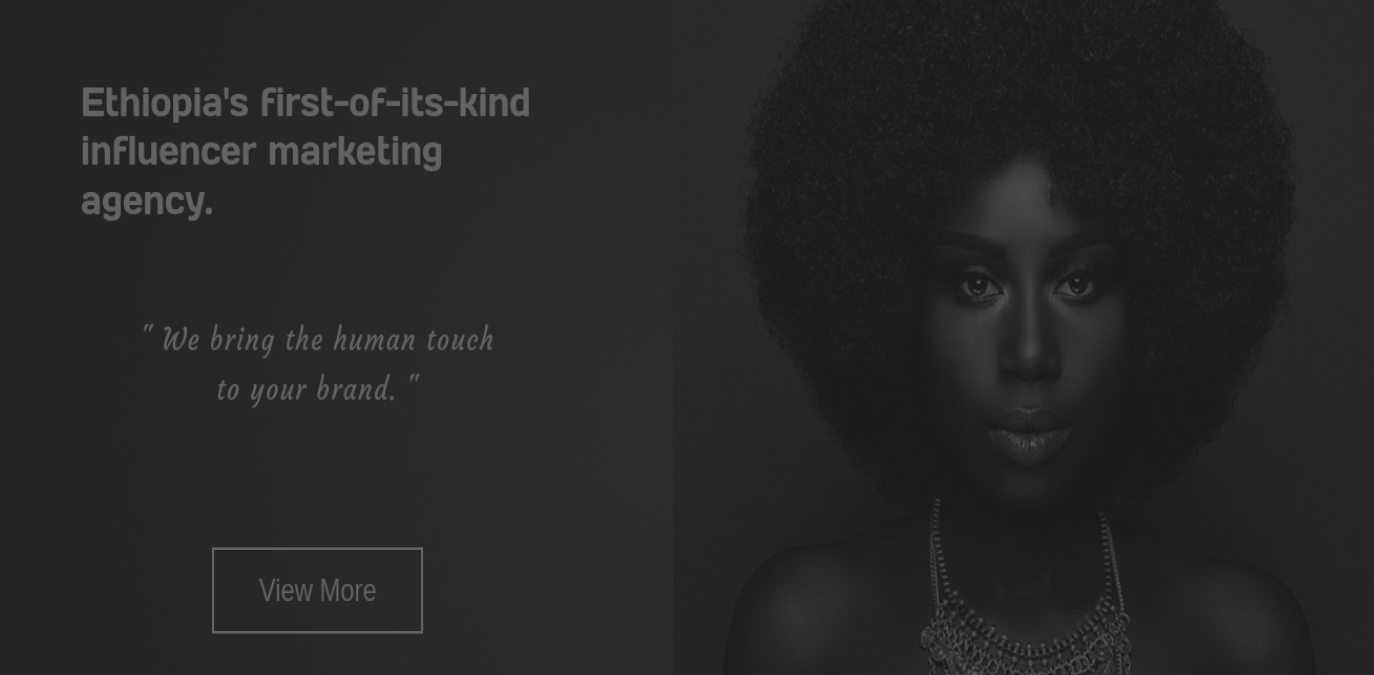 Ethiopia's first-of-its-kind
influencer marketing
agency.
" We bring the human touch
to your brand. "
View More